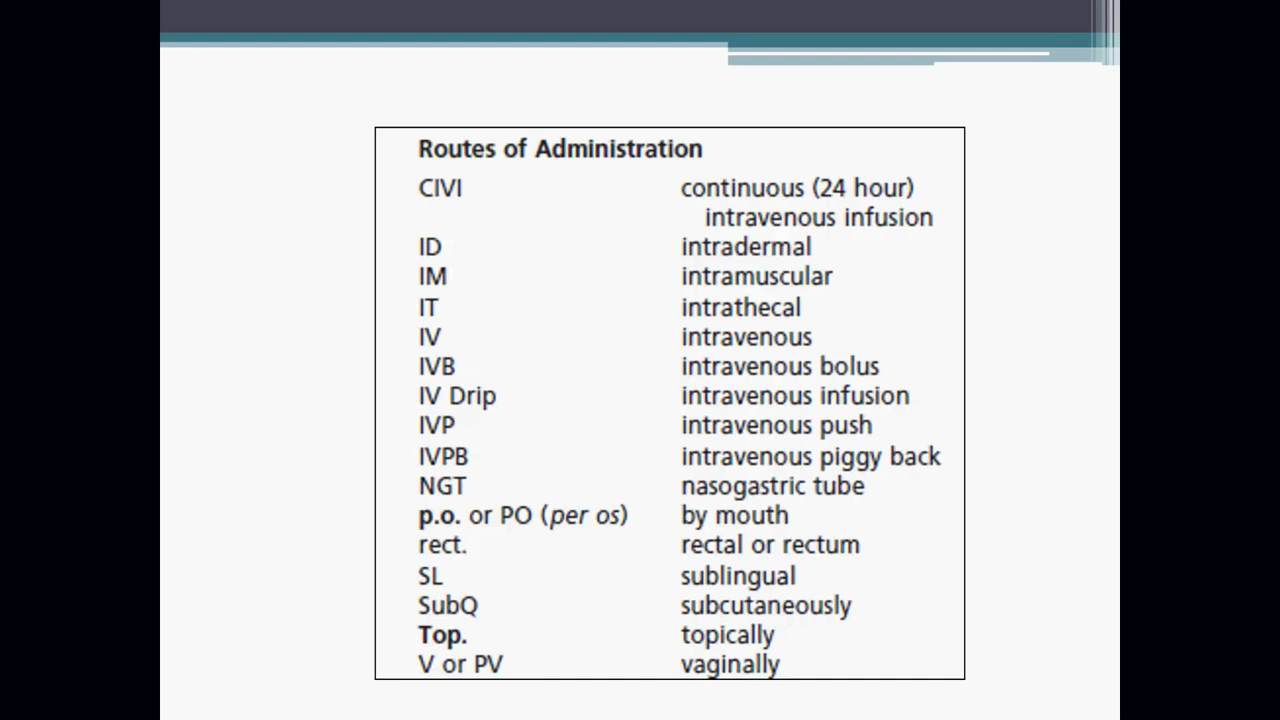 Routes of Administration
CIVI continuous (24 hour)
intravenous infusion
ID intradermal
IM intramuscular
IT intrathecal
IV intravenous
IVB intravenous bolus
IV Drip intravenous infusion
IVP intravenous push
IVPB intravenous piggy back
NGT nasogastric tube
p.o. or PO (per os) by mouth
rect. rectal or rectum
SL sublingual
SubQ subcutaneously
Top. topically
V or PV vaginally